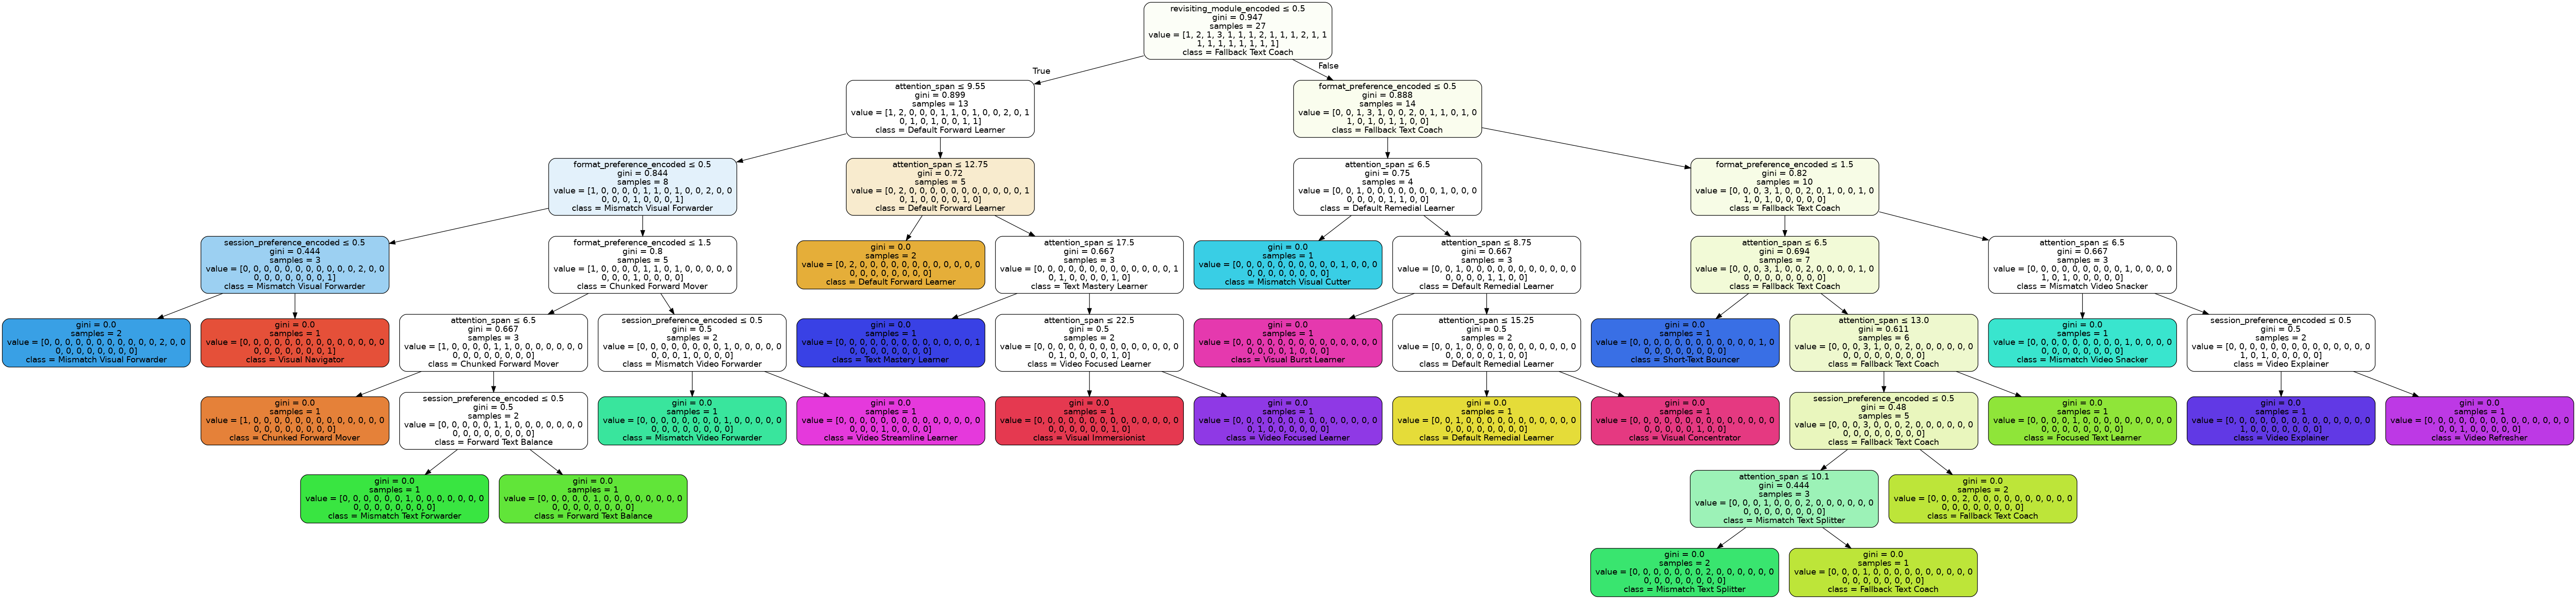 revisiting_module_encoded ≤ 0.5
gini = 0.947
samples = 27
value = [1, 2, 1, 3, 1, 1, 1, 2, 1, 1, 1, 2, 1, 1
1, 1, 1, 1, 1, 1, 1, 1]
class = Fallback Text Coach
True
False
attention_span ≤ 9.55
gini = 0.899
samples = 13
value = [1, 2, 0, 0, 0, 1, 1, 0, 1, 0, 0, 2, 0, 1
0, 1, 0, 1, 0, 0, 1, 1]
class = Default Forward Learner
format_preference_encoded ≤ 0.5
gini = 0.888
samples = 14
value = [0, 0, 1, 3, 1, 0, 0, 2, 0, 1, 1, 0, 1, 0
1, 0, 1, 0, 1, 1, 0, 0]
class = Fallback Text Coach
format_preference_encoded ≤ 0.5
gini = 0.844
samples = 8
value = [1, 0, 0, 0, 0, 1, 1, 0, 1, 0, 0, 2, 0, 0
0, 0, 0, 1, 0, 0, 0, 1]
class = Mismatch Visual Forwarder
attention_span ≤ 12.75
gini = 0.72
samples = 5
value = [0, 2, 0, 0, 0, 0, 0, 0, 0, 0, 0, 0, 0, 1
0, 1, 0, 0, 0, 0, 1, 0]
class = Default Forward Learner
attention_span ≤ 6.5
gini = 0.75
samples = 4
value = [0, 0, 1, 0, 0, 0, 0, 0, 0, 0, 1, 0, 0, 0
0, 0, 0, 0, 1, 1, 0, 0]
class = Default Remedial Learner
format_preference_encoded ≤ 1.5
gini = 0.82
samples = 10
value = [0, 0, 0, 3, 1, 0, 0, 2, 0, 1, 0, 0, 1, 0
1, 0, 1, 0, 0, 0, 0, 0]
class = Fallback Text Coach
session_preference_encoded ≤ 0.5
gini = 0.444
samples = 3
value = [0, 0, 0, 0, 0, 0, 0, 0, 0, 0, 0, 2, 0, 0
0, 0, 0, 0, 0, 0, 0, 1]
class = Mismatch Visual Forwarder
format_preference_encoded ≤ 1.5
gini = 0.8
samples = 5
value = [1, 0, 0, 0, 0, 1, 1, 0, 1, 0, 0, 0, 0, 0
0, 0, 0, 1, 0, 0, 0, 0]
class = Chunked Forward Mover
gini = 0.0
samples = 2
value = [0, 2, 0, 0, 0, 0, 0, 0, 0, 0, 0, 0, 0, 0
0, 0, 0, 0, 0, 0, 0, 0]
class = Default Forward Learner
attention_span ≤ 17.5
gini = 0.667
samples = 3
value = [0, 0, 0, 0, 0, 0, 0, 0, 0, 0, 0, 0, 0, 1
0, 1, 0, 0, 0, 0, 1, 0]
class = Text Mastery Learner
gini = 0.0
samples = 1
value = [0, 0, 0, 0, 0, 0, 0, 0, 0, 0, 1, 0, 0, 0
0, 0, 0, 0, 0, 0, 0, 0]
class = Mismatch Visual Cutter
attention_span ≤ 8.75
gini = 0.667
samples = 3
value = [0, 0, 1, 0, 0, 0, 0, 0, 0, 0, 0, 0, 0, 0
0, 0, 0, 0, 1, 1, 0, 0]
class = Default Remedial Learner
attention_span ≤ 6.5
gini = 0.694
samples = 7
value = [0, 0, 0, 3, 1, 0, 0, 2, 0, 0, 0, 0, 1, 0
0, 0, 0, 0, 0, 0, 0, 0]
class = Fallback Text Coach
attention_span ≤ 6.5
gini = 0.667
samples = 3
value = [0, 0, 0, 0, 0, 0, 0, 0, 0, 1, 0, 0, 0, 0
1, 0, 1, 0, 0, 0, 0, 0]
class = Mismatch Video Snacker
gini = 0.0
samples = 2
value = [0, 0, 0, 0, 0, 0, 0, 0, 0, 0, 0, 2, 0, 0
0, 0, 0, 0, 0, 0, 0, 0]
class = Mismatch Visual Forwarder
gini = 0.0
samples = 1
value = [0, 0, 0, 0, 0, 0, 0, 0, 0, 0, 0, 0, 0, 0
0, 0, 0, 0, 0, 0, 0, 1]
class = Visual Navigator
attention_span ≤ 6.5
gini = 0.667
samples = 3
value = [1, 0, 0, 0, 0, 1, 1, 0, 0, 0, 0, 0, 0, 0
0, 0, 0, 0, 0, 0, 0, 0]
class = Chunked Forward Mover
session_preference_encoded ≤ 0.5
gini = 0.5
samples = 2
value = [0, 0, 0, 0, 0, 0, 0, 0, 1, 0, 0, 0, 0, 0
0, 0, 0, 1, 0, 0, 0, 0]
class = Mismatch Video Forwarder
gini = 0.0
samples = 1
value = [0, 0, 0, 0, 0, 0, 0, 0, 0, 0, 0, 0, 0, 1
0, 0, 0, 0, 0, 0, 0, 0]
class = Text Mastery Learner
attention_span ≤ 22.5
gini = 0.5
samples = 2
value = [0, 0, 0, 0, 0, 0, 0, 0, 0, 0, 0, 0, 0, 0
0, 1, 0, 0, 0, 0, 1, 0]
class = Video Focused Learner
gini = 0.0
samples = 1
value = [0, 0, 0, 0, 0, 0, 0, 0, 0, 0, 0, 0, 0, 0
0, 0, 0, 0, 1, 0, 0, 0]
class = Visual Burst Learner
attention_span ≤ 15.25
gini = 0.5
samples = 2
value = [0, 0, 1, 0, 0, 0, 0, 0, 0, 0, 0, 0, 0, 0
0, 0, 0, 0, 0, 1, 0, 0]
class = Default Remedial Learner
gini = 0.0
samples = 1
value = [0, 0, 0, 0, 0, 0, 0, 0, 0, 0, 0, 0, 1, 0
0, 0, 0, 0, 0, 0, 0, 0]
class = Short-Text Bouncer
attention_span ≤ 13.0
gini = 0.611
samples = 6
value = [0, 0, 0, 3, 1, 0, 0, 2, 0, 0, 0, 0, 0, 0
0, 0, 0, 0, 0, 0, 0, 0]
class = Fallback Text Coach
gini = 0.0
samples = 1
value = [0, 0, 0, 0, 0, 0, 0, 0, 0, 1, 0, 0, 0, 0
0, 0, 0, 0, 0, 0, 0, 0]
class = Mismatch Video Snacker
session_preference_encoded ≤ 0.5
gini = 0.5
samples = 2
value = [0, 0, 0, 0, 0, 0, 0, 0, 0, 0, 0, 0, 0, 0
1, 0, 1, 0, 0, 0, 0, 0]
class = Video Explainer
gini = 0.0
samples = 1
value = [1, 0, 0, 0, 0, 0, 0, 0, 0, 0, 0, 0, 0, 0
0, 0, 0, 0, 0, 0, 0, 0]
class = Chunked Forward Mover
session_preference_encoded ≤ 0.5
gini = 0.5
samples = 2
value = [0, 0, 0, 0, 0, 1, 1, 0, 0, 0, 0, 0, 0, 0
0, 0, 0, 0, 0, 0, 0, 0]
class = Forward Text Balance
gini = 0.0
samples = 1
value = [0, 0, 0, 0, 0, 0, 0, 0, 1, 0, 0, 0, 0, 0
0, 0, 0, 0, 0, 0, 0, 0]
class = Mismatch Video Forwarder
gini = 0.0
samples = 1
value = [0, 0, 0, 0, 0, 0, 0, 0, 0, 0, 0, 0, 0, 0
0, 0, 0, 1, 0, 0, 0, 0]
class = Video Streamline Learner
gini = 0.0
samples = 1
value = [0, 0, 0, 0, 0, 0, 0, 0, 0, 0, 0, 0, 0, 0
0, 0, 0, 0, 0, 0, 1, 0]
class = Visual Immersionist
gini = 0.0
samples = 1
value = [0, 0, 0, 0, 0, 0, 0, 0, 0, 0, 0, 0, 0, 0
0, 1, 0, 0, 0, 0, 0, 0]
class = Video Focused Learner
gini = 0.0
samples = 1
value = [0, 0, 1, 0, 0, 0, 0, 0, 0, 0, 0, 0, 0, 0
0, 0, 0, 0, 0, 0, 0, 0]
class = Default Remedial Learner
gini = 0.0
samples = 1
value = [0, 0, 0, 0, 0, 0, 0, 0, 0, 0, 0, 0, 0, 0
0, 0, 0, 0, 0, 1, 0, 0]
class = Visual Concentrator
session_preference_encoded ≤ 0.5
gini = 0.48
samples = 5
value = [0, 0, 0, 3, 0, 0, 0, 2, 0, 0, 0, 0, 0, 0
0, 0, 0, 0, 0, 0, 0, 0]
class = Fallback Text Coach
gini = 0.0
samples = 1
value = [0, 0, 0, 0, 1, 0, 0, 0, 0, 0, 0, 0, 0, 0
0, 0, 0, 0, 0, 0, 0, 0]
class = Focused Text Learner
gini = 0.0
samples = 1
value = [0, 0, 0, 0, 0, 0, 0, 0, 0, 0, 0, 0, 0, 0
1, 0, 0, 0, 0, 0, 0, 0]
class = Video Explainer
gini = 0.0
samples = 1
value = [0, 0, 0, 0, 0, 0, 0, 0, 0, 0, 0, 0, 0, 0
0, 0, 1, 0, 0, 0, 0, 0]
class = Video Refresher
gini = 0.0
samples = 1
value = [0, 0, 0, 0, 0, 0, 1, 0, 0, 0, 0, 0, 0, 0
0, 0, 0, 0, 0, 0, 0, 0]
class = Mismatch Text Forwarder
gini = 0.0
samples = 1
value = [0, 0, 0, 0, 0, 1, 0, 0, 0, 0, 0, 0, 0, 0
0, 0, 0, 0, 0, 0, 0, 0]
class = Forward Text Balance
attention_span ≤ 10.1
gini = 0.444
samples = 3
value = [0, 0, 0, 1, 0, 0, 0, 2, 0, 0, 0, 0, 0, 0
0, 0, 0, 0, 0, 0, 0, 0]
class = Mismatch Text Splitter
gini = 0.0
samples = 2
value = [0, 0, 0, 2, 0, 0, 0, 0, 0, 0, 0, 0, 0, 0
0, 0, 0, 0, 0, 0, 0, 0]
class = Fallback Text Coach
gini = 0.0
samples = 2
value = [0, 0, 0, 0, 0, 0, 0, 2, 0, 0, 0, 0, 0, 0
0, 0, 0, 0, 0, 0, 0, 0]
class = Mismatch Text Splitter
gini = 0.0
samples = 1
value = [0, 0, 0, 1, 0, 0, 0, 0, 0, 0, 0, 0, 0, 0
0, 0, 0, 0, 0, 0, 0, 0]
class = Fallback Text Coach